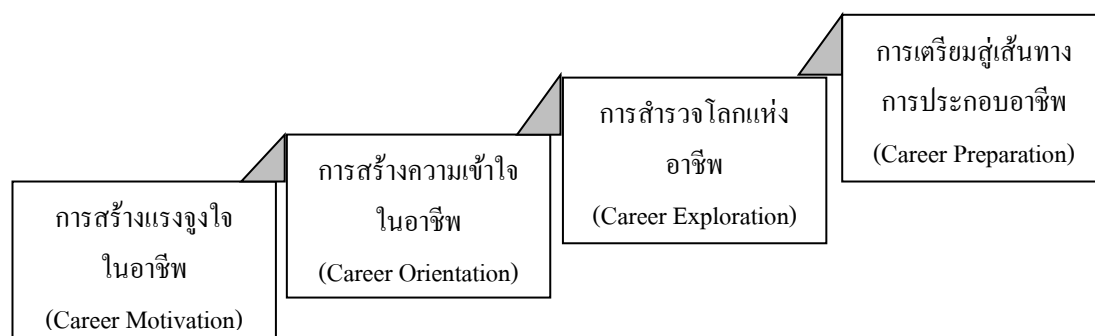 การสร้างแรงจูงใจ
ในอาชีพ
(Career Motivation)
การสร้างความเข้าใจ
ในอาชีพ
(Career Orientation)
การสำรวจโลกแห่ง
อาชีพ
(Career Exploration)
การเตรียมสู่เส้นทาง
การประกอบอาชีพ
(Career Preparation)